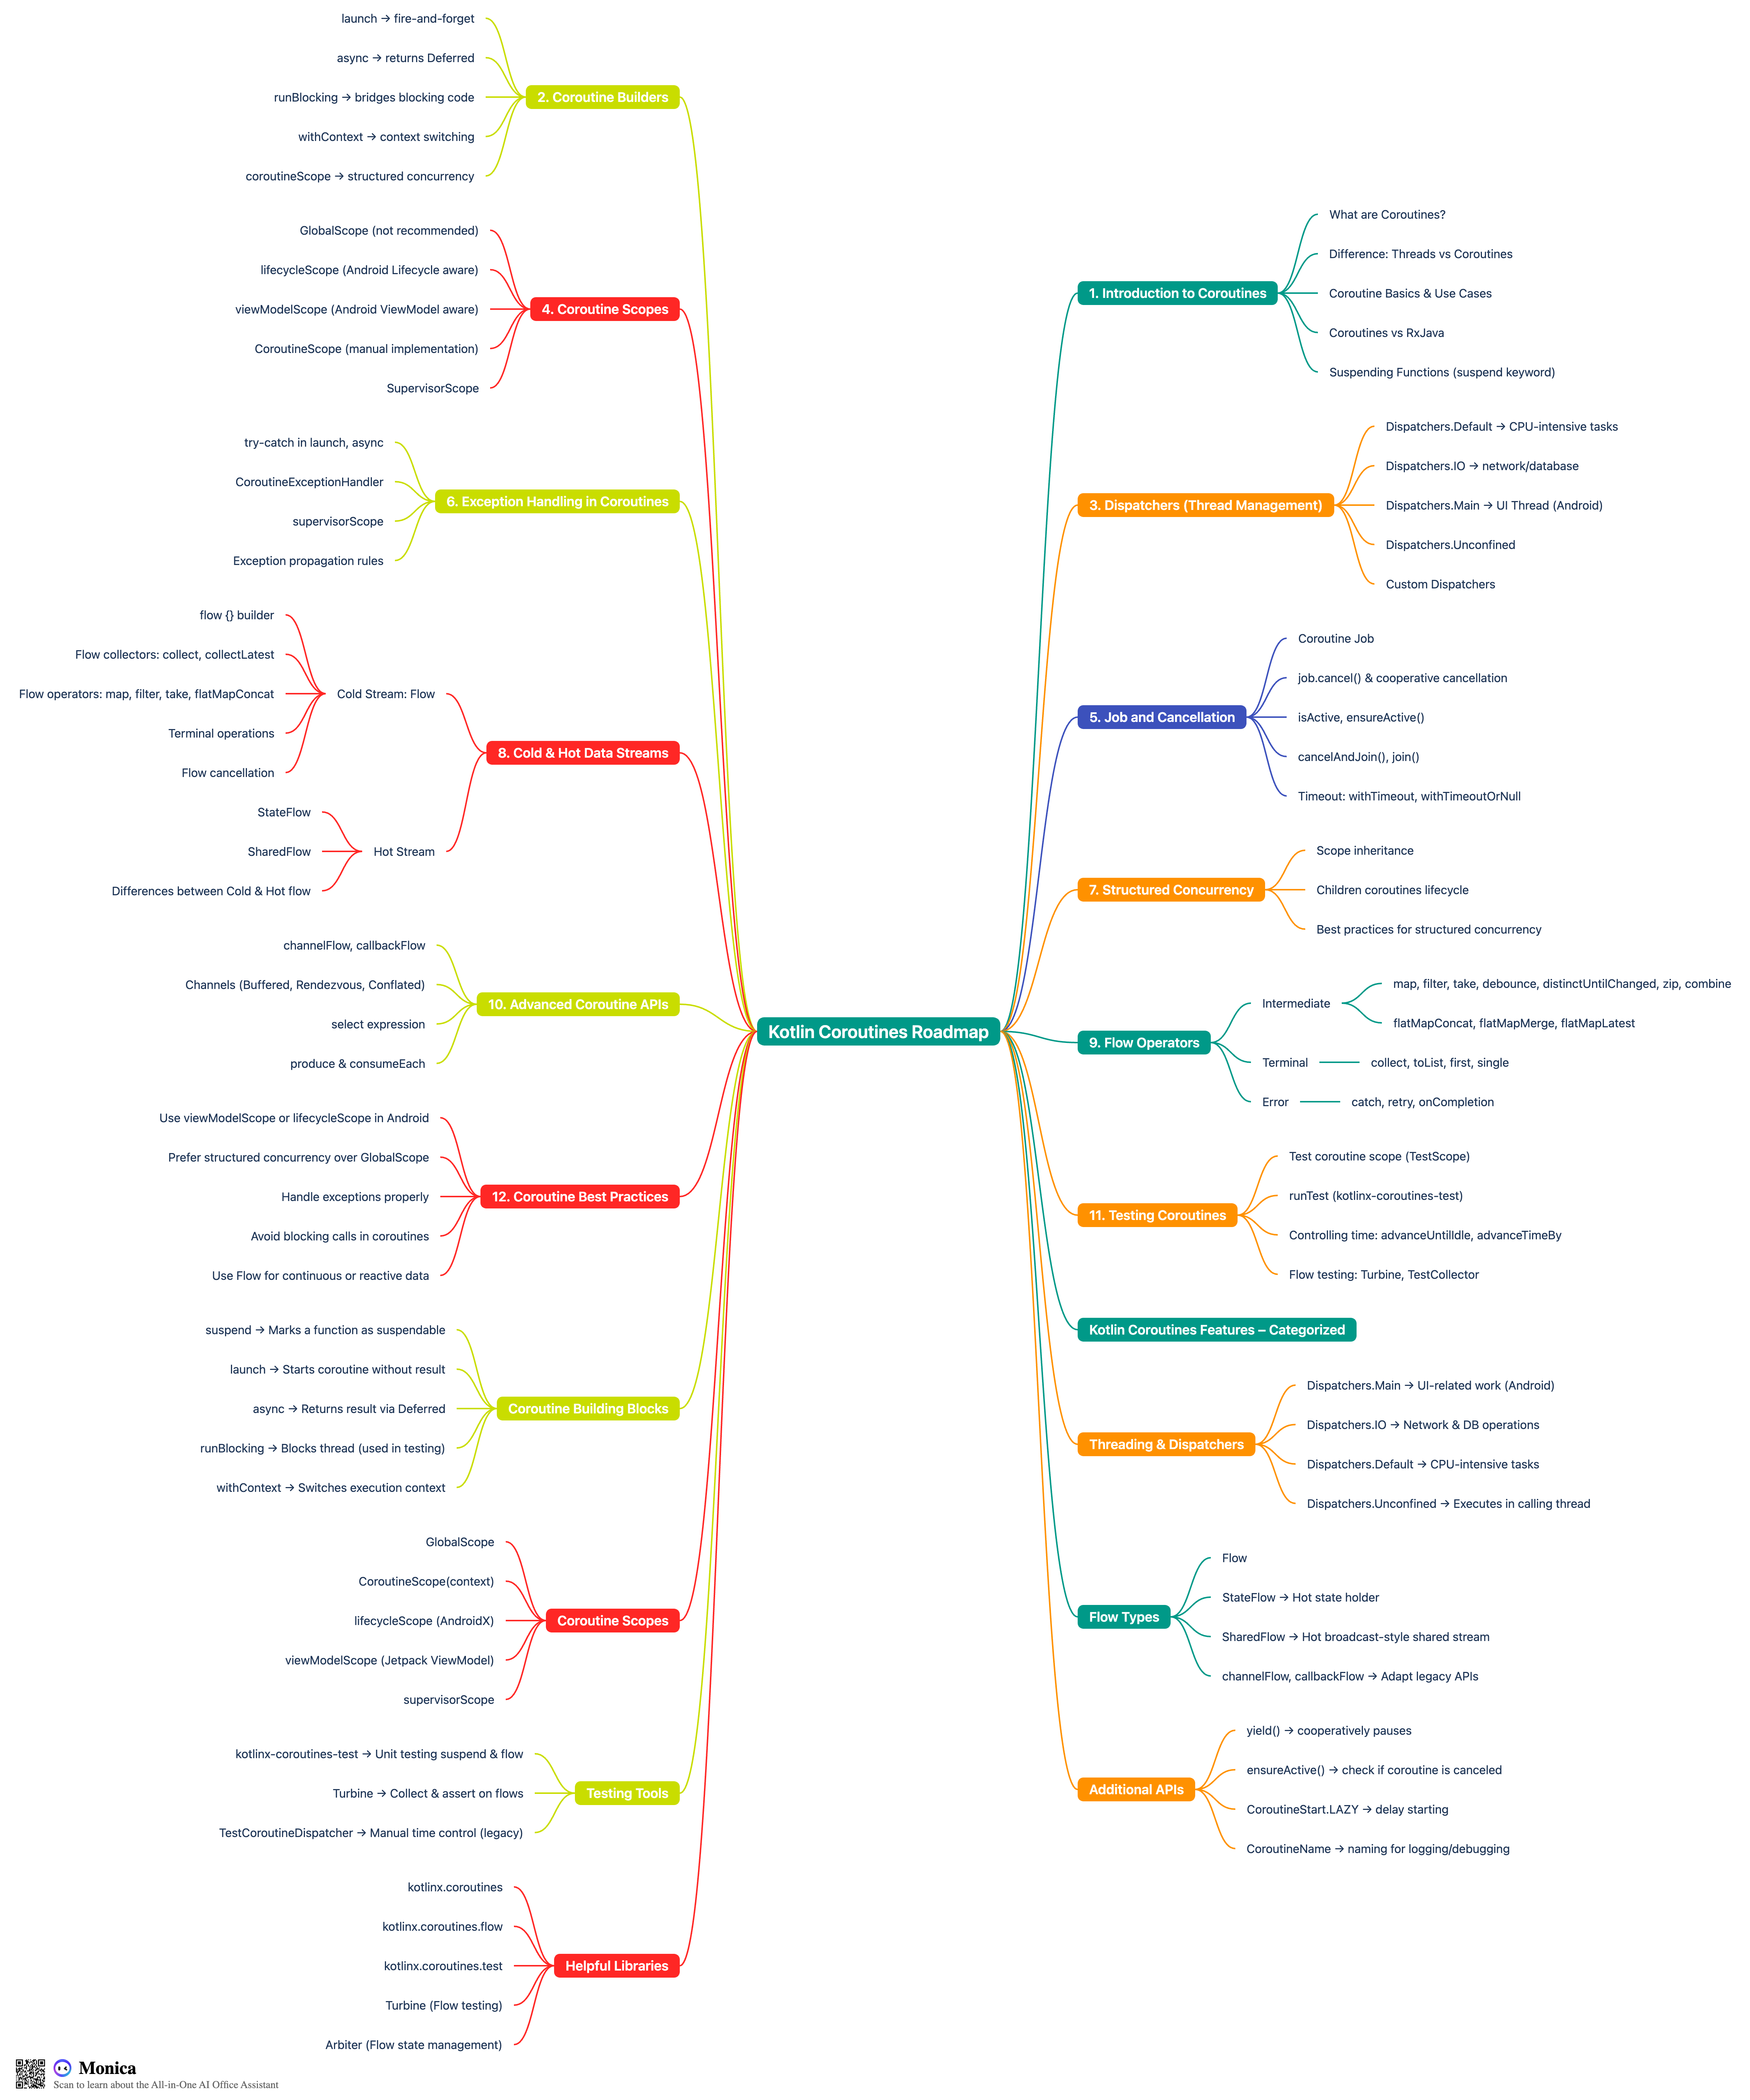 Kotlin Coroutines Roadmap
1. Introduction to Coroutines
What are Coroutines?
Difference: Threads vs Coroutines
Coroutine Basics & Use Cases
Coroutines vs RxJava
Suspending Functions (suspend keyword)
2. Coroutine Builders
launch → fire-and-forget
async → returns Deferred
runBlocking → bridges blocking code
withContext → context switching
coroutineScope → structured concurrency
3. Dispatchers (Thread Management)
Dispatchers.Default → CPU-intensive tasks
Dispatchers.IO → network/database
Dispatchers.Main → UI Thread (Android)
Dispatchers.Unconfined
Custom Dispatchers
4. Coroutine Scopes
GlobalScope (not recommended)
lifecycleScope (Android Lifecycle aware)
viewModelScope (Android ViewModel aware)
CoroutineScope (manual implementation)
SupervisorScope
5. Job and Cancellation
Coroutine Job
job.cancel() & cooperative cancellation
isActive, ensureActive()
cancelAndJoin(), join()
Timeout: withTimeout, withTimeoutOrNull
6. Exception Handling in Coroutines
try-catch in launch, async
CoroutineExceptionHandler
supervisorScope
Exception propagation rules
7. Structured Concurrency
Scope inheritance
Children coroutines lifecycle
Best practices for structured concurrency
8. Cold & Hot Data Streams
Cold Stream: Flow
flow {} builder
Flow collectors: collect, collectLatest
Flow operators: map, filter, take, flatMapConcat
Terminal operations
Flow cancellation
Hot Stream
StateFlow
SharedFlow
Differences between Cold & Hot flow
9. Flow Operators
Intermediate
map, filter, take, debounce, distinctUntilChanged, zip, combine
flatMapConcat, flatMapMerge, flatMapLatest
Terminal
collect, toList, first, single
Error
catch, retry, onCompletion
10. Advanced Coroutine APIs
channelFlow, callbackFlow
Channels (Buffered, Rendezvous, Conflated)
select expression
produce & consumeEach
11. Testing Coroutines
Test coroutine scope (TestScope)
runTest (kotlinx-coroutines-test)
Controlling time: advanceUntilIdle, advanceTimeBy
Flow testing: Turbine, TestCollector
12. Coroutine Best Practices
Use viewModelScope or lifecycleScope in Android
Prefer structured concurrency over GlobalScope
Handle exceptions properly
Avoid blocking calls in coroutines
Use Flow for continuous or reactive data
Kotlin Coroutines Features – Categorized
Coroutine Building Blocks
suspend → Marks a function as suspendable
launch → Starts coroutine without result
async → Returns result via Deferred
runBlocking → Blocks thread (used in testing)
withContext → Switches execution context
Threading & Dispatchers
Dispatchers.Main → UI-related work (Android)
Dispatchers.IO → Network & DB operations
Dispatchers.Default → CPU-intensive tasks
Dispatchers.Unconfined → Executes in calling thread
Coroutine Scopes
GlobalScope
CoroutineScope(context)
lifecycleScope (AndroidX)
viewModelScope (Jetpack ViewModel)
supervisorScope
Flow Types
Flow
StateFlow → Hot state holder
SharedFlow → Hot broadcast-style shared stream
channelFlow, callbackFlow → Adapt legacy APIs
Testing Tools
kotlinx-coroutines-test → Unit testing suspend & flow
Turbine → Collect & assert on flows
TestCoroutineDispatcher → Manual time control (legacy)
Additional APIs
yield() → cooperatively pauses
ensureActive() → check if coroutine is canceled
CoroutineStart.LAZY → delay starting
CoroutineName → naming for logging/debugging
Helpful Libraries
kotlinx.coroutines
kotlinx.coroutines.flow
kotlinx.coroutines.test
Turbine (Flow testing)
Arbiter (Flow state management)
Monica
Scan to learn about the All-in-One AI Office Assistant